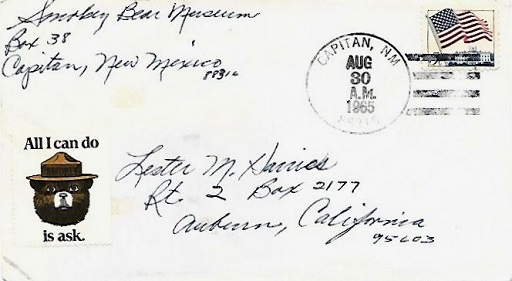 Smokey Bear Museum
Box 38
Capitan, New Mexico
88316
CAPITAN, NM
AUG
30
A.M.
1965
All I can do
is ask.
Lester M. Harries
Rt. 2 Box 2177
Auburn, California
95603